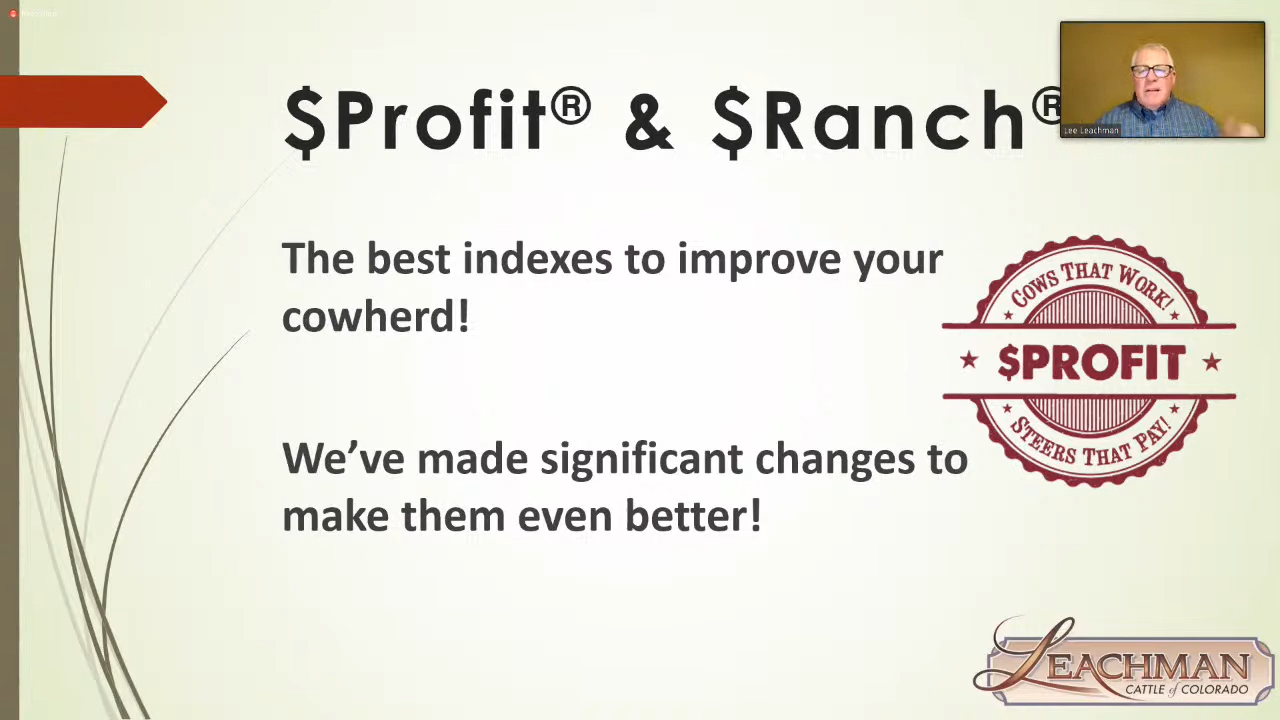 $Profit® & $Ranch®
Lee Leachman
The best indexes to improve your
cowherd!
COWS THAT WORK!
$PROFIT
STEERS THAT PAY!
We've made significant changes to
make them even better!
LEACHMAN
CATTLE of COLORADO